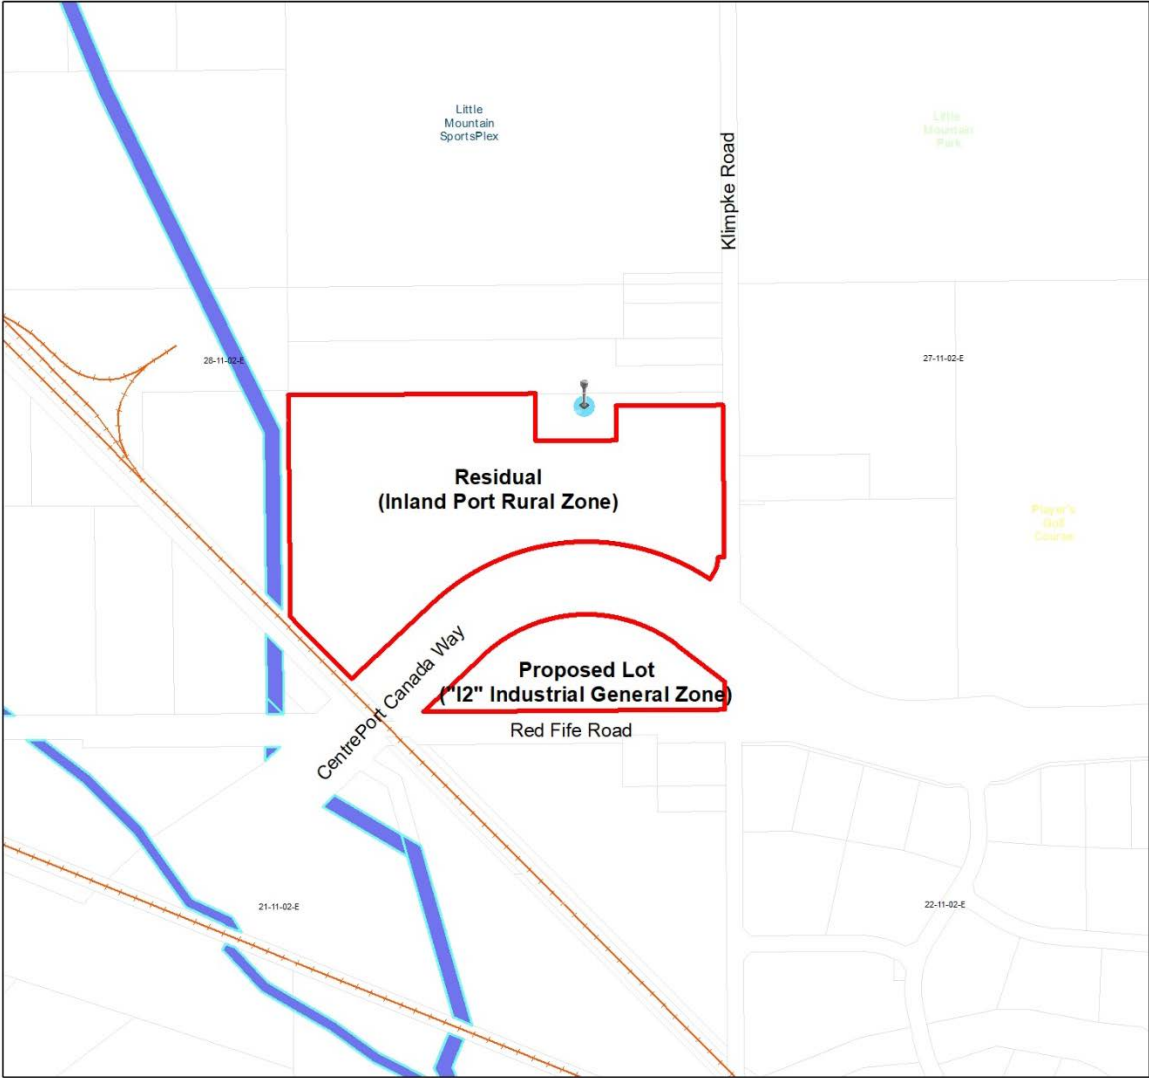 Little
Mountain
SportsPlex
Little
Mountain
Park
Klimpke Road
28-11-02-E
27-11-02-E
Residual
(Inland Port Rural Zone)
Player's
Golf
Course
CentrePort Canada Way
Proposed Lot
("I2" Industrial General Zone)
Red Fife Road
21-11-02-E
22-11-02-E